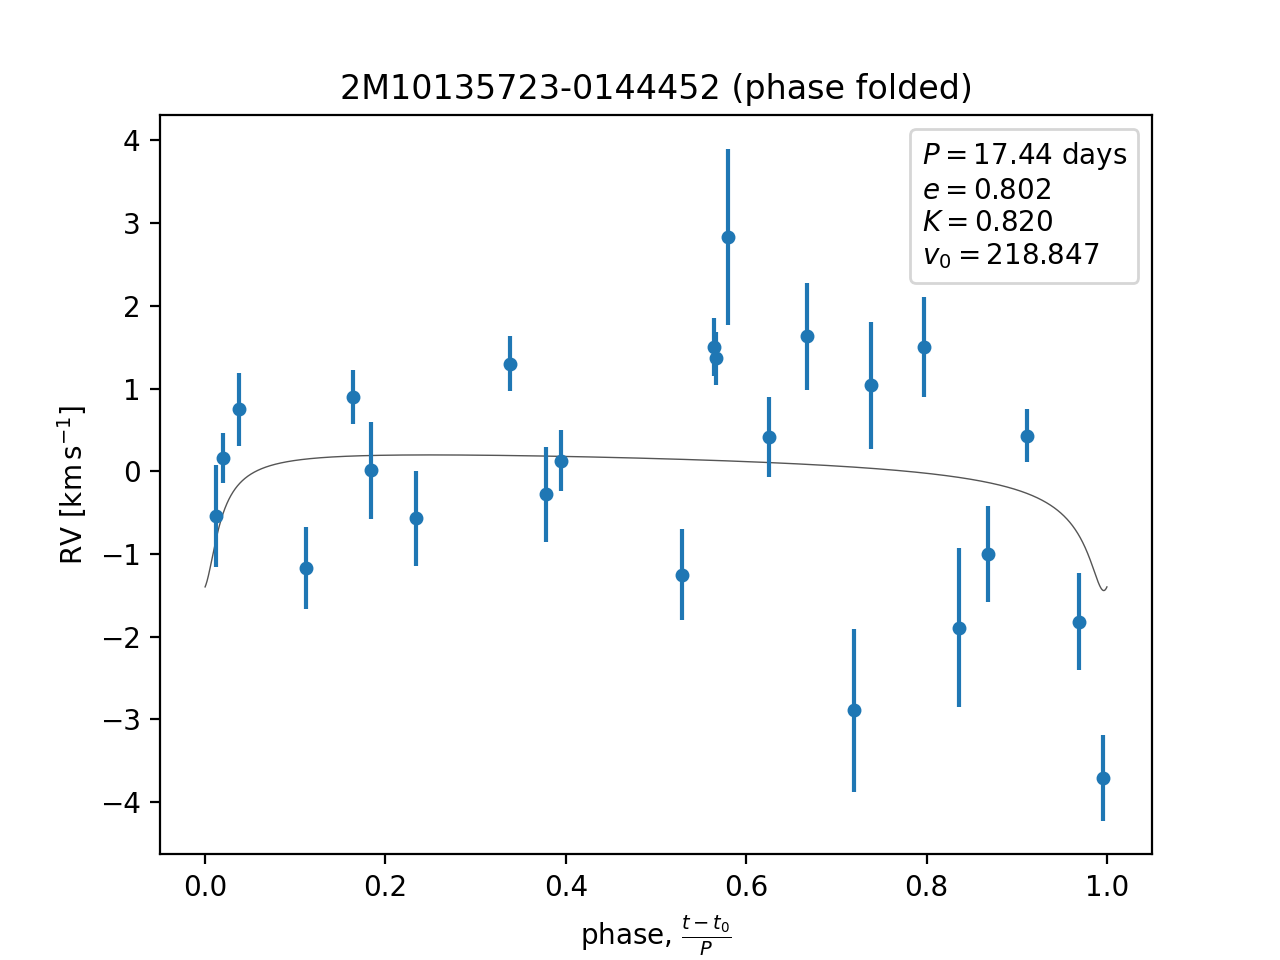 2M10135723-0144452 (phase folded)
P = 17.44 days
e = 0.802
K = 0.820
v₀ = 218.847
4
3
2
1
0
−1
−2
−3
−4
RV [km s⁻¹]
0.0 0.2 0.4 0.6 0.8 1.0
phase, (t − t₀)/P